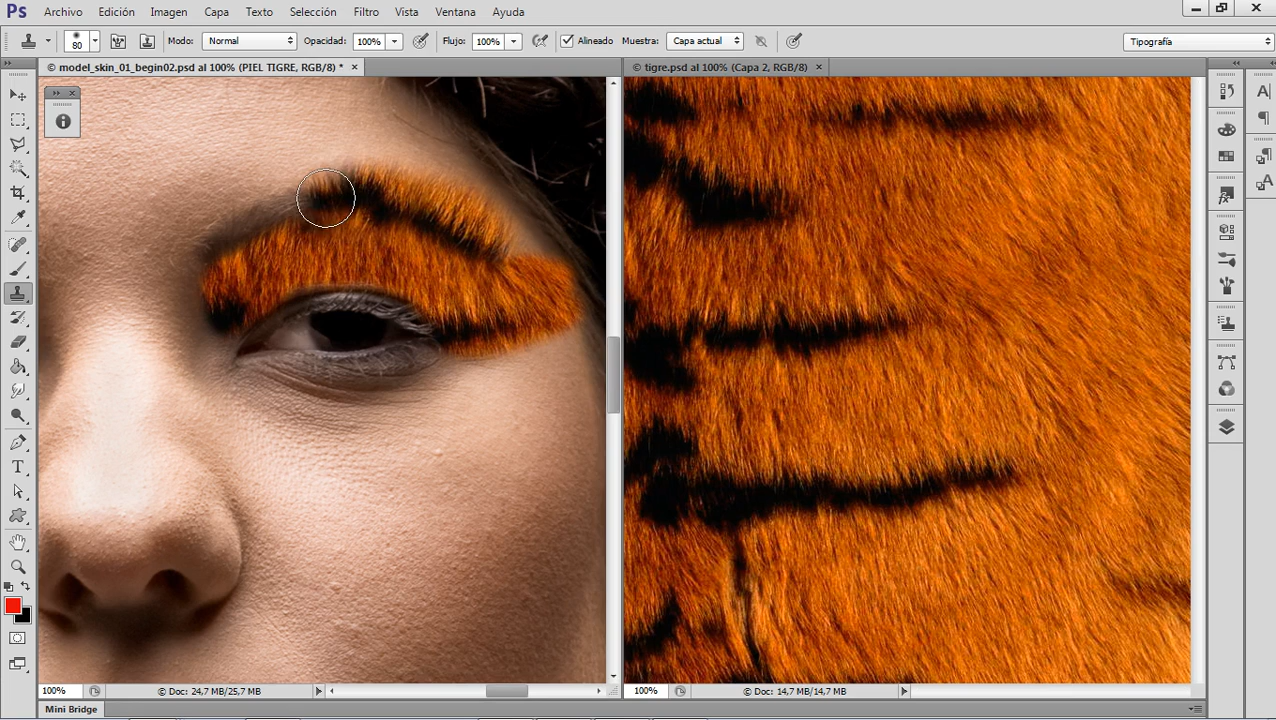 Ps Archivo Edición Imagen Capa Texto Selección Filtro Vista Ventana Ayuda
80 Modo: Normal Opacidad: 100% Flujo: 100% Alineado Muestra: Capa actual Tipografía
© model_skin_01_begin02.psd al 100% (PIEL TIGRE, RGB/8) * ×
© tigre.psd al 100% (Capa 2, RGB/8) ×
100% © Doc: 24,7 MB/25,7 MB
100% © Doc: 14,7 MB/14,7 MB
Mini Bridge